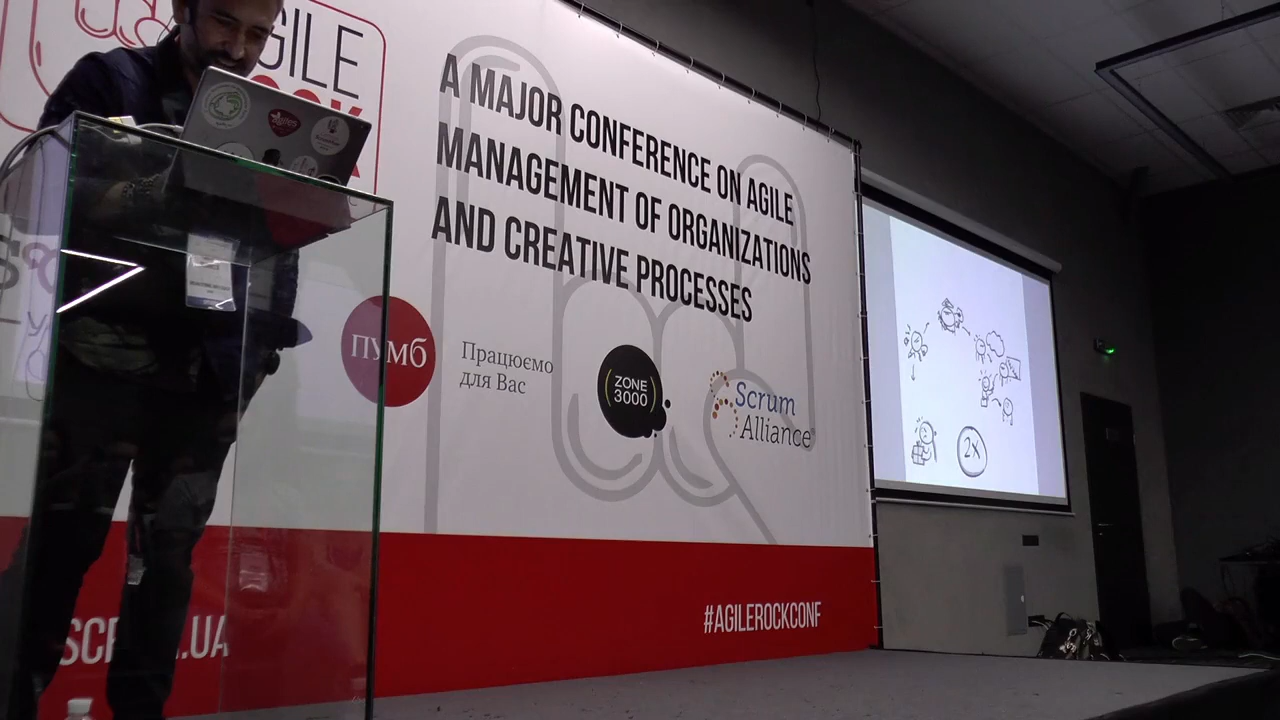 GILE
A MAJOR CONFERENCE ON AGILE
MANAGEMENT OF ORGANIZATIONS
AND CREATIVE PROCESSES
ПУМб
Працюємо
для Вас
ZONE
3000
Scrum
Alliance
2x
#AGILEROCKCONF
.UA